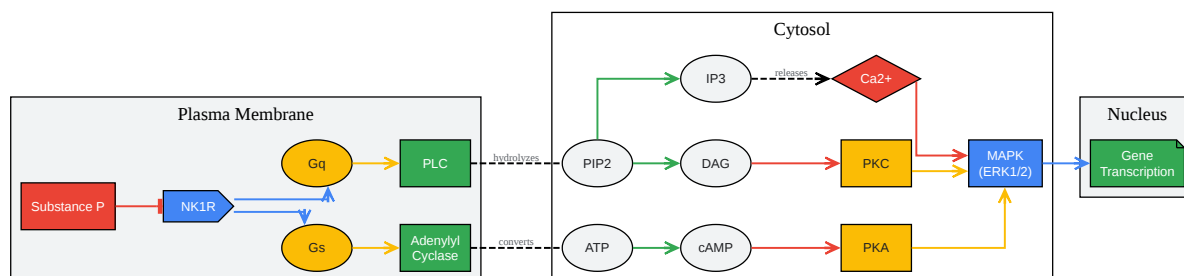 Cytosol
IP3
releases
Ca2+
Plasma Membrane
Nucleus
Gq
PLC
hydrolyzes
PIP2
DAG
PKC
MAPK
(ERK1/2)
Gene
Transcription
Substance P
NK1R
Gs
Adenylyl
Cyclase
converts
ATP
cAMP
PKA